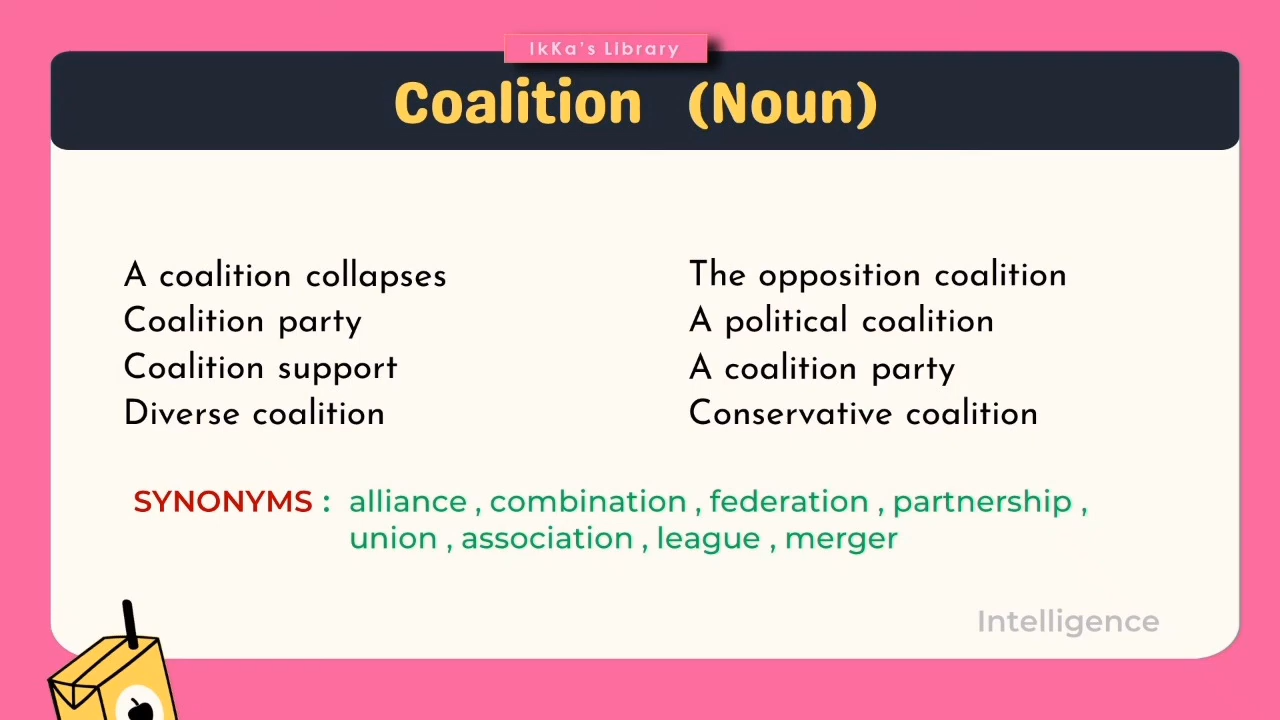 IkKa's Library
Coalition (Noun)
A coalition collapses
Coalition party
Coalition support
Diverse coalition
The opposition coalition
A political coalition
A coalition party
Conservative coalition
SYNONYMS : alliance , combination , federation , partnership ,
union , association , league , merger
Intelligence